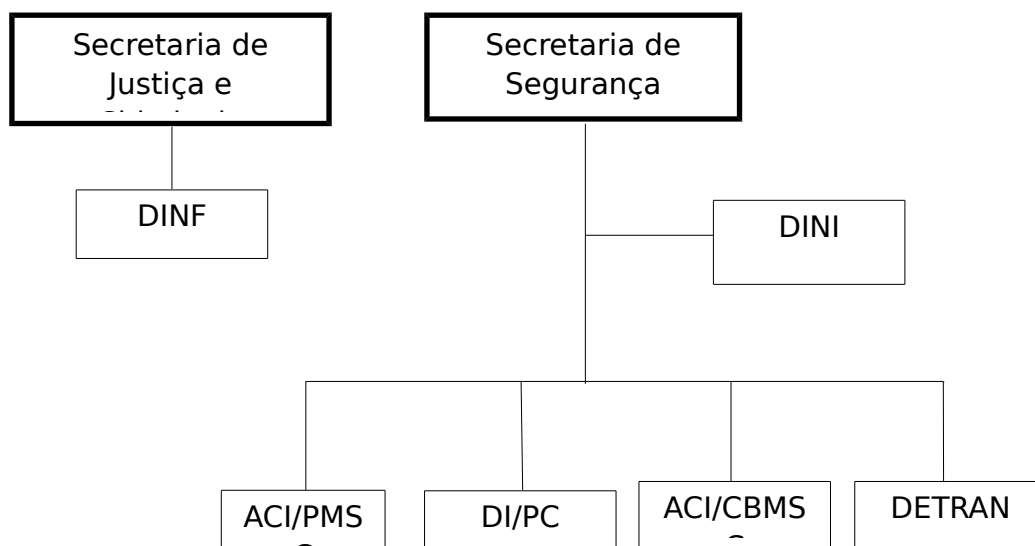 Secretaria de
Justiça e
Secretaria de
Segurança
DINF
DINI
ACI/PMS
DI/PC
ACI/CBMS
DETRAN